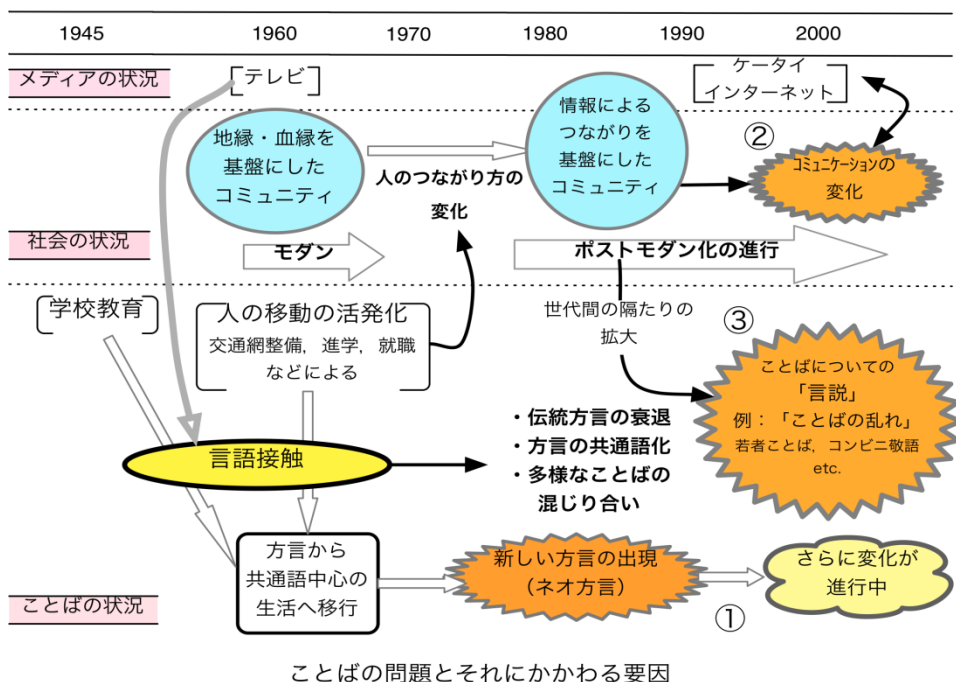 1945 1960 1970 1980 1990 2000
メディアの状況
テレビ
ケータイ
インターネット
地縁・血縁を
基盤にした
コミュニティ
人のつながり方の
変化
情報による
つながりを
基盤にした
コミュニティ
②
コミュニケーションの
変化
社会の状況
モダン
ポストモダン化の進行
学校教育
人の移動の活発化
交通網整備，進学，就職
などによる
世代間の隔たりの
拡大
③
ことばについての
「言説」
例：「ことばの乱れ」
若者ことば，コンビニ敬語
etc.
言語接触
・伝統方言の衰退
・方言の共通語化
・多様なことばの
混じり合い
方言から
共通語中心の
生活へ移行
新しい方言の出現
（ネオ方言）
①
さらに変化が
進行中
ことばの状況
ことばの問題とそれにかかわる要因